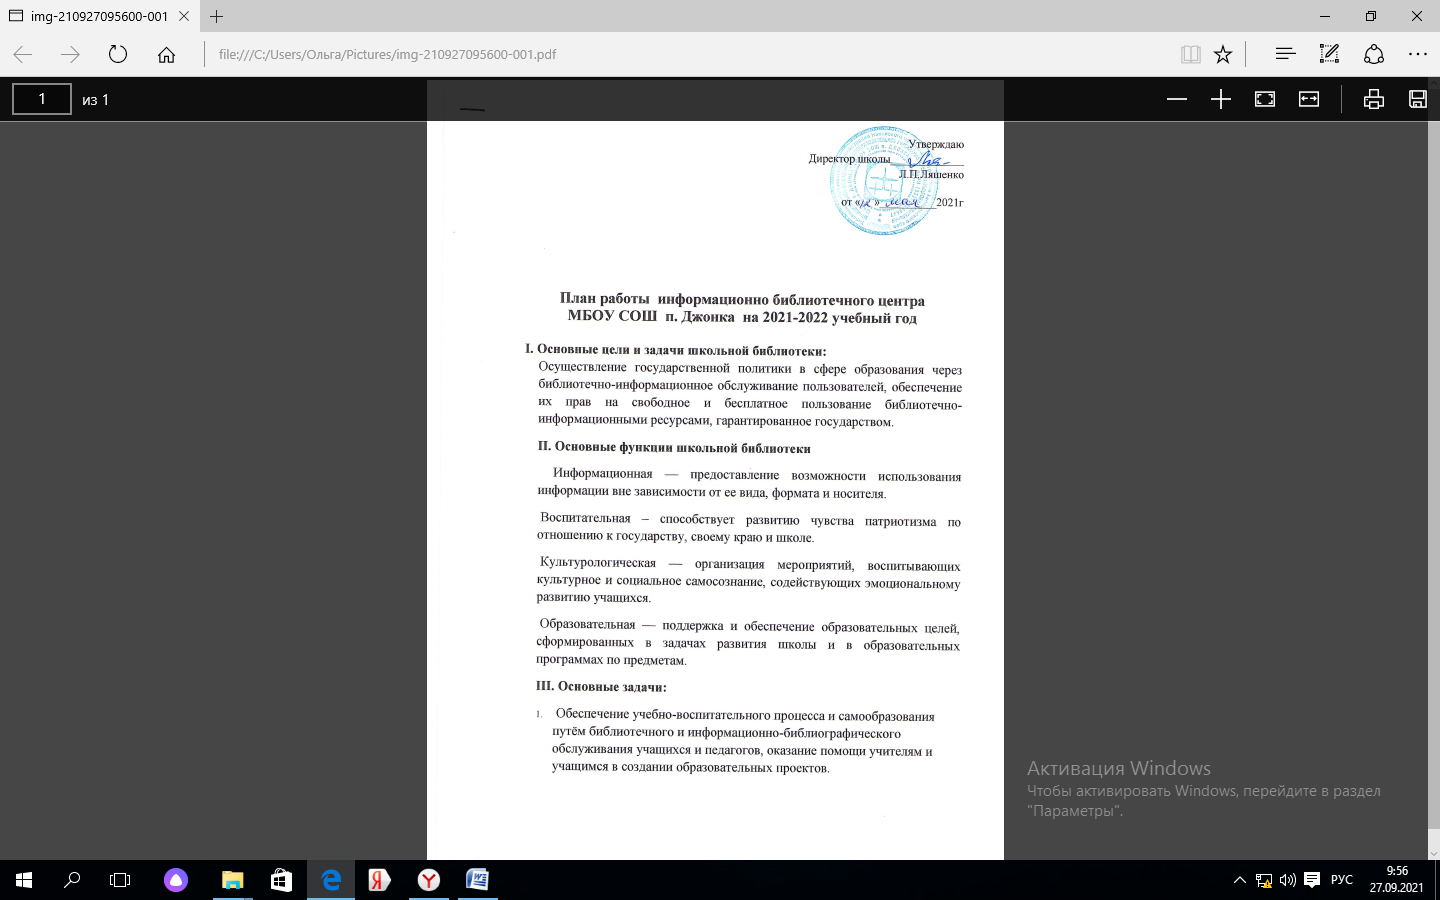 img-210927095600-001
file:///C:/Users/Ольга/Pictures/img-210927095600-001.pdf
1 из 1
Утверждаю
Директор школы
Л.П.Ляшенко
от «12» мая 2021г
План работы информационно библиотечного центра
МБОУ СОШ п. Джонка на 2021-2022 учебный год
I. Основные цели и задачи школьной библиотеки:
Осуществление государственной политики в сфере образования через
библиотечно-информационное обслуживание пользователей, обеспечение
их прав на свободное и бесплатное пользование библиотечно-
информационными ресурсами, гарантированное государством.
II. Основные функции школьной библиотеки
Информационная — предоставление возможности использования
информации вне зависимости от ее вида, формата и носителя.
Воспитательная – способствует развитию чувства патриотизма по
отношению к государству, своему краю и школе.
Культурологическая — организация мероприятий, воспитывающих
культурное и социальное самосознание, содействующих эмоциональному
развитию учащихся.
Образовательная — поддержка и обеспечение образовательных целей,
сформированных в задачах развития школы и в образовательных
программах по предметам.
III. Основные задачи:
1. Обеспечение учебно-воспитательного процесса и самообразования
путём библиотечного и информационно-библиографического
обслуживания учащихся и педагогов, оказание помощи учителям и
учащимся в создании образовательных проектов.
Активация Windows
Чтобы активировать Windows, перейдите в раздел
"Параметры".
РУС
9:56
27.09.2021